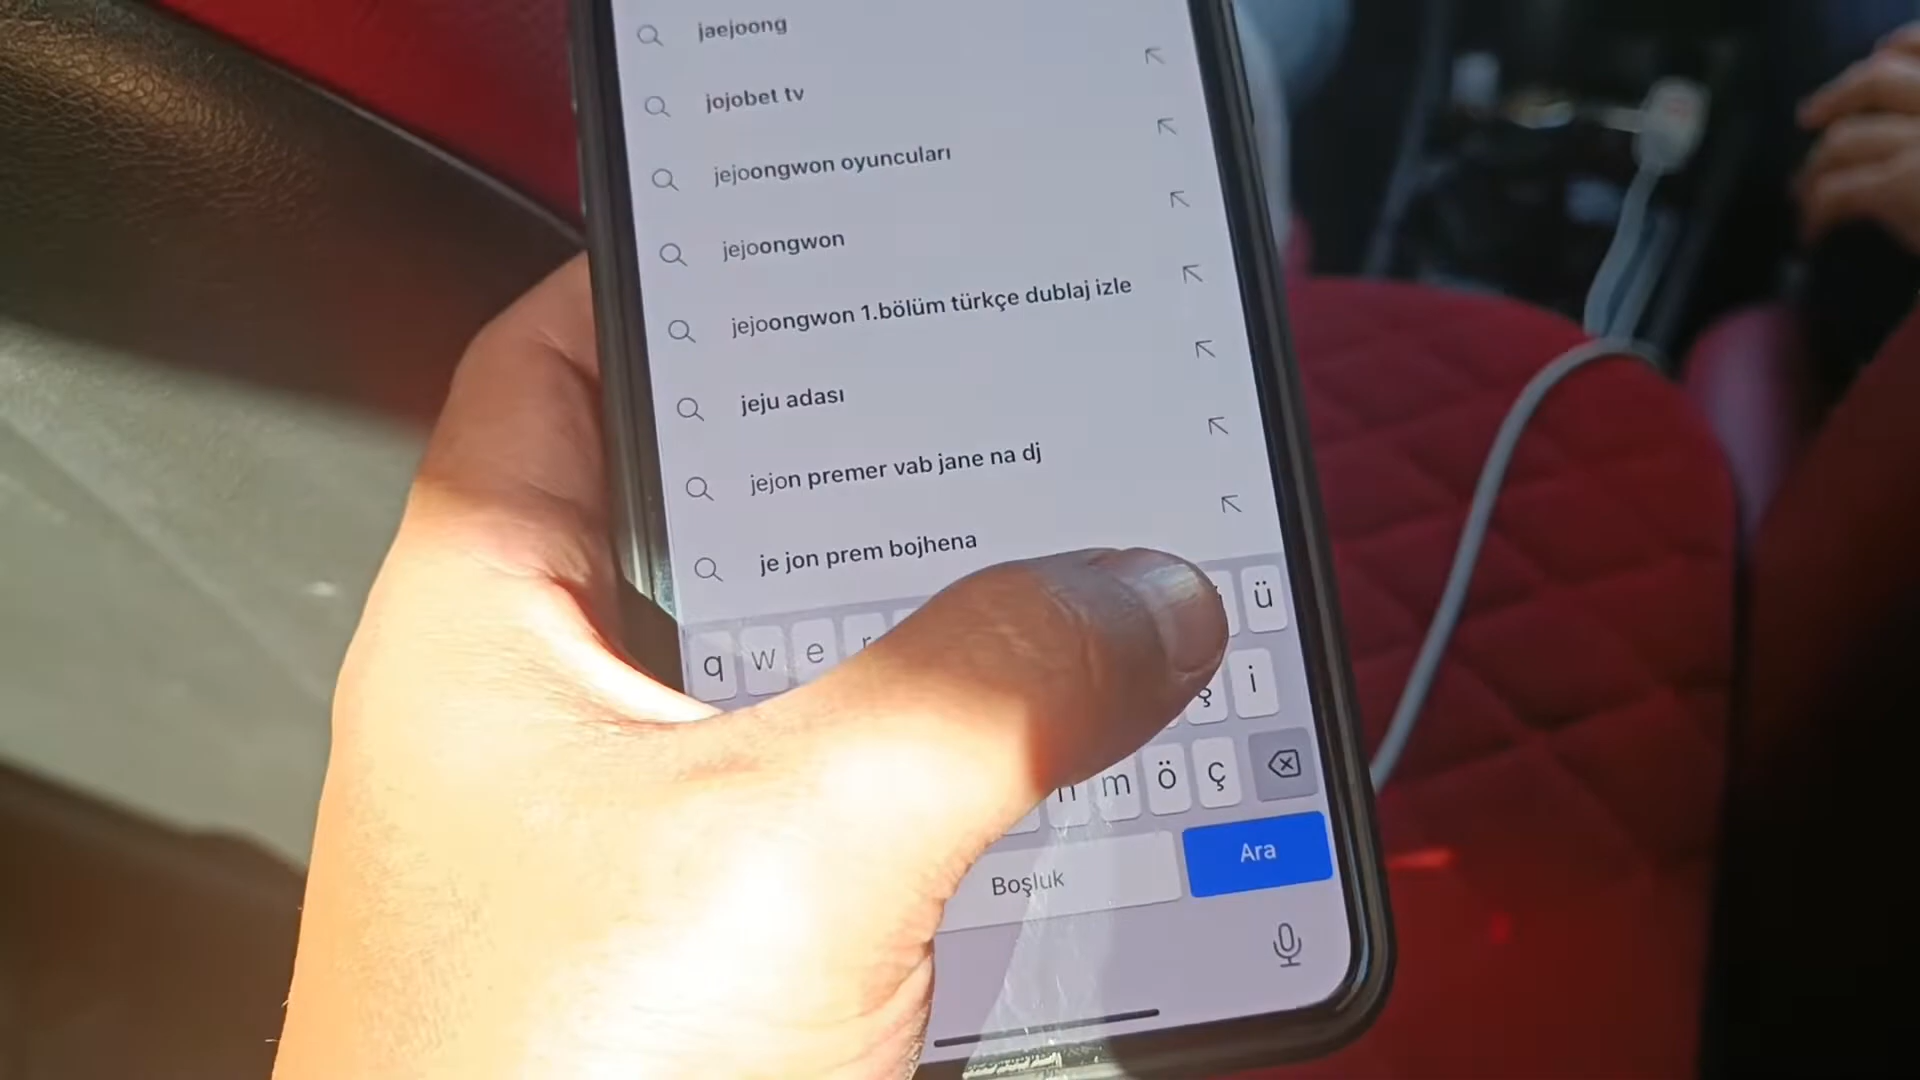 jaejoong
jojobet tv
jejoongwon oyuncuları
jejoongwon
jejoongwon 1.bölüm türkçe dublaj izle
jeju adası
jejon premer vab jane na dj
je jon prem bojhena
q w e r ü
ş i
n m ö ç
Boşluk Ara